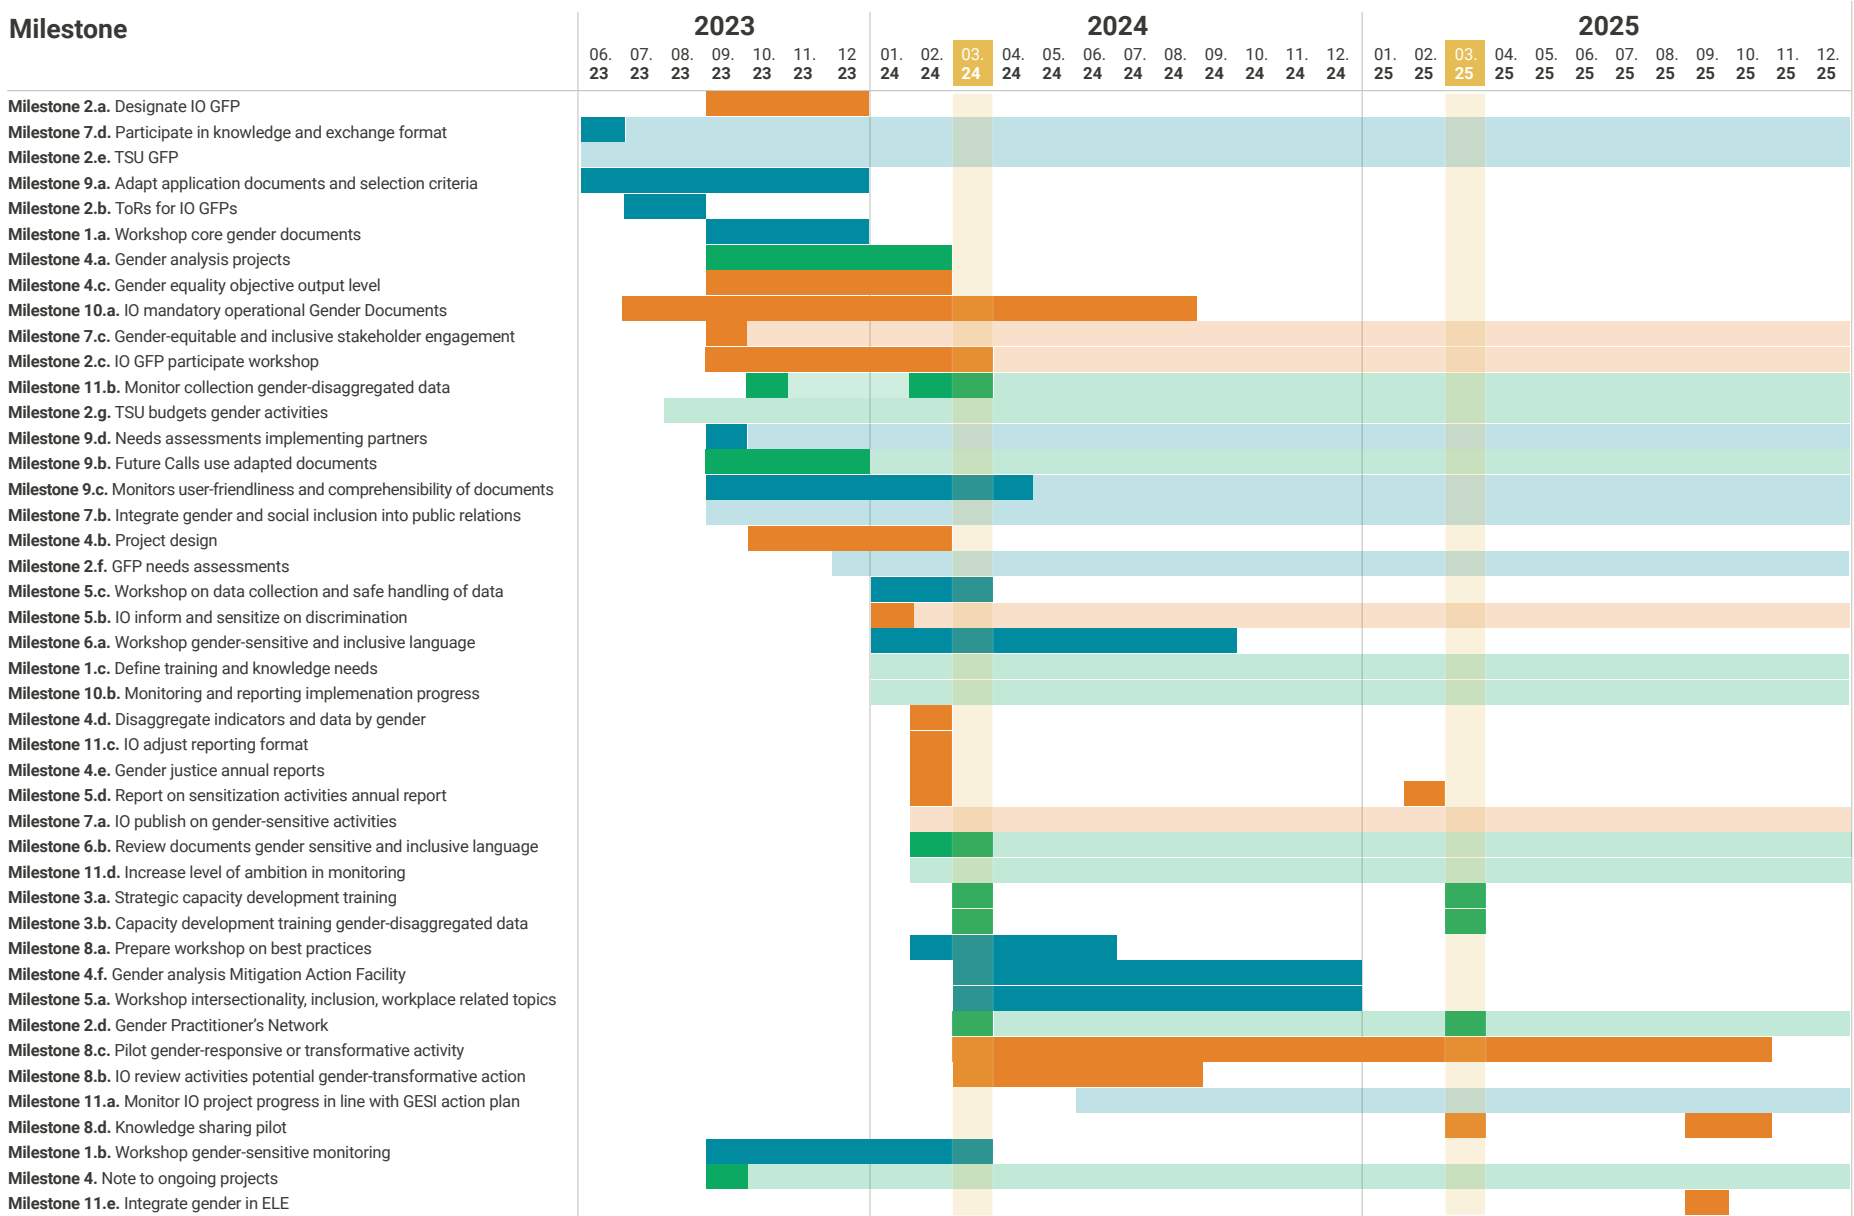 Milestone
2023
2024
2025
06. 07. 08. 09. 10. 11. 12 01. 02. 03. 04. 05. 06. 07. 08. 09. 10. 11. 12. 01. 02. 03. 04. 05. 06. 07. 08. 09. 10. 11. 12.
23 23 23 23 23 23 23 24 24 24 24 24 24 24 24 24 24 24 24 25 25 25 25 25 25 25 25 25 25 25 25
Milestone 2.a. Designate IO GFP
Milestone 7.d. Participate in knowledge and exchange format
Milestone 2.e. TSU GFP
Milestone 9.a. Adapt application documents and selection criteria
Milestone 2.b. ToRs for IO GFPs
Milestone 1.a. Workshop core gender documents
Milestone 4.a. Gender analysis projects
Milestone 4.c. Gender equality objective output level
Milestone 10.a. IO mandatory operational Gender Documents
Milestone 7.c. Gender-equitable and inclusive stakeholder engagement
Milestone 2.c. IO GFP participate workshop
Milestone 11.b. Monitor collection gender-disaggregated data
Milestone 2.g. TSU budgets gender activities
Milestone 9.d. Needs assessments implementing partners
Milestone 9.b. Future Calls use adapted documents
Milestone 9.c. Monitors user-friendliness and comprehensibility of documents
Milestone 7.b. Integrate gender and social inclusion into public relations
Milestone 4.b. Project design
Milestone 2.f. GFP needs assessments
Milestone 5.c. Workshop on data collection and safe handling of data
Milestone 5.b. IO inform and sensitize on discrimination
Milestone 6.a. Workshop gender-sensitive and inclusive language
Milestone 1.c. Define training and knowledge needs
Milestone 10.b. Monitoring and reporting implemenation progress
Milestone 4.d. Disaggregate indicators and data by gender
Milestone 11.c. IO adjust reporting format
Milestone 4.e. Gender justice annual reports
Milestone 5.d. Report on sensitization activities annual report
Milestone 7.a. IO publish on gender-sensitive activities
Milestone 6.b. Review documents gender sensitive and inclusive language
Milestone 11.d. Increase level of ambition in monitoring
Milestone 3.a. Strategic capacity development training
Milestone 3.b. Capacity development training gender-disaggregated data
Milestone 8.a. Prepare workshop on best practices
Milestone 4.f. Gender analysis Mitigation Action Facility
Milestone 5.a. Workshop intersectionality, inclusion, workplace related topics
Milestone 2.d. Gender Practitioner’s Network
Milestone 8.c. Pilot gender-responsive or transformative activity
Milestone 8.b. IO review activities potential gender-transformative action
Milestone 11.a. Monitor IO project progress in line with GESI action plan
Milestone 8.d. Knowledge sharing pilot
Milestone 1.b. Workshop gender-sensitive monitoring
Milestone 4. Note to ongoing projects
Milestone 11.e. Integrate gender in ELE